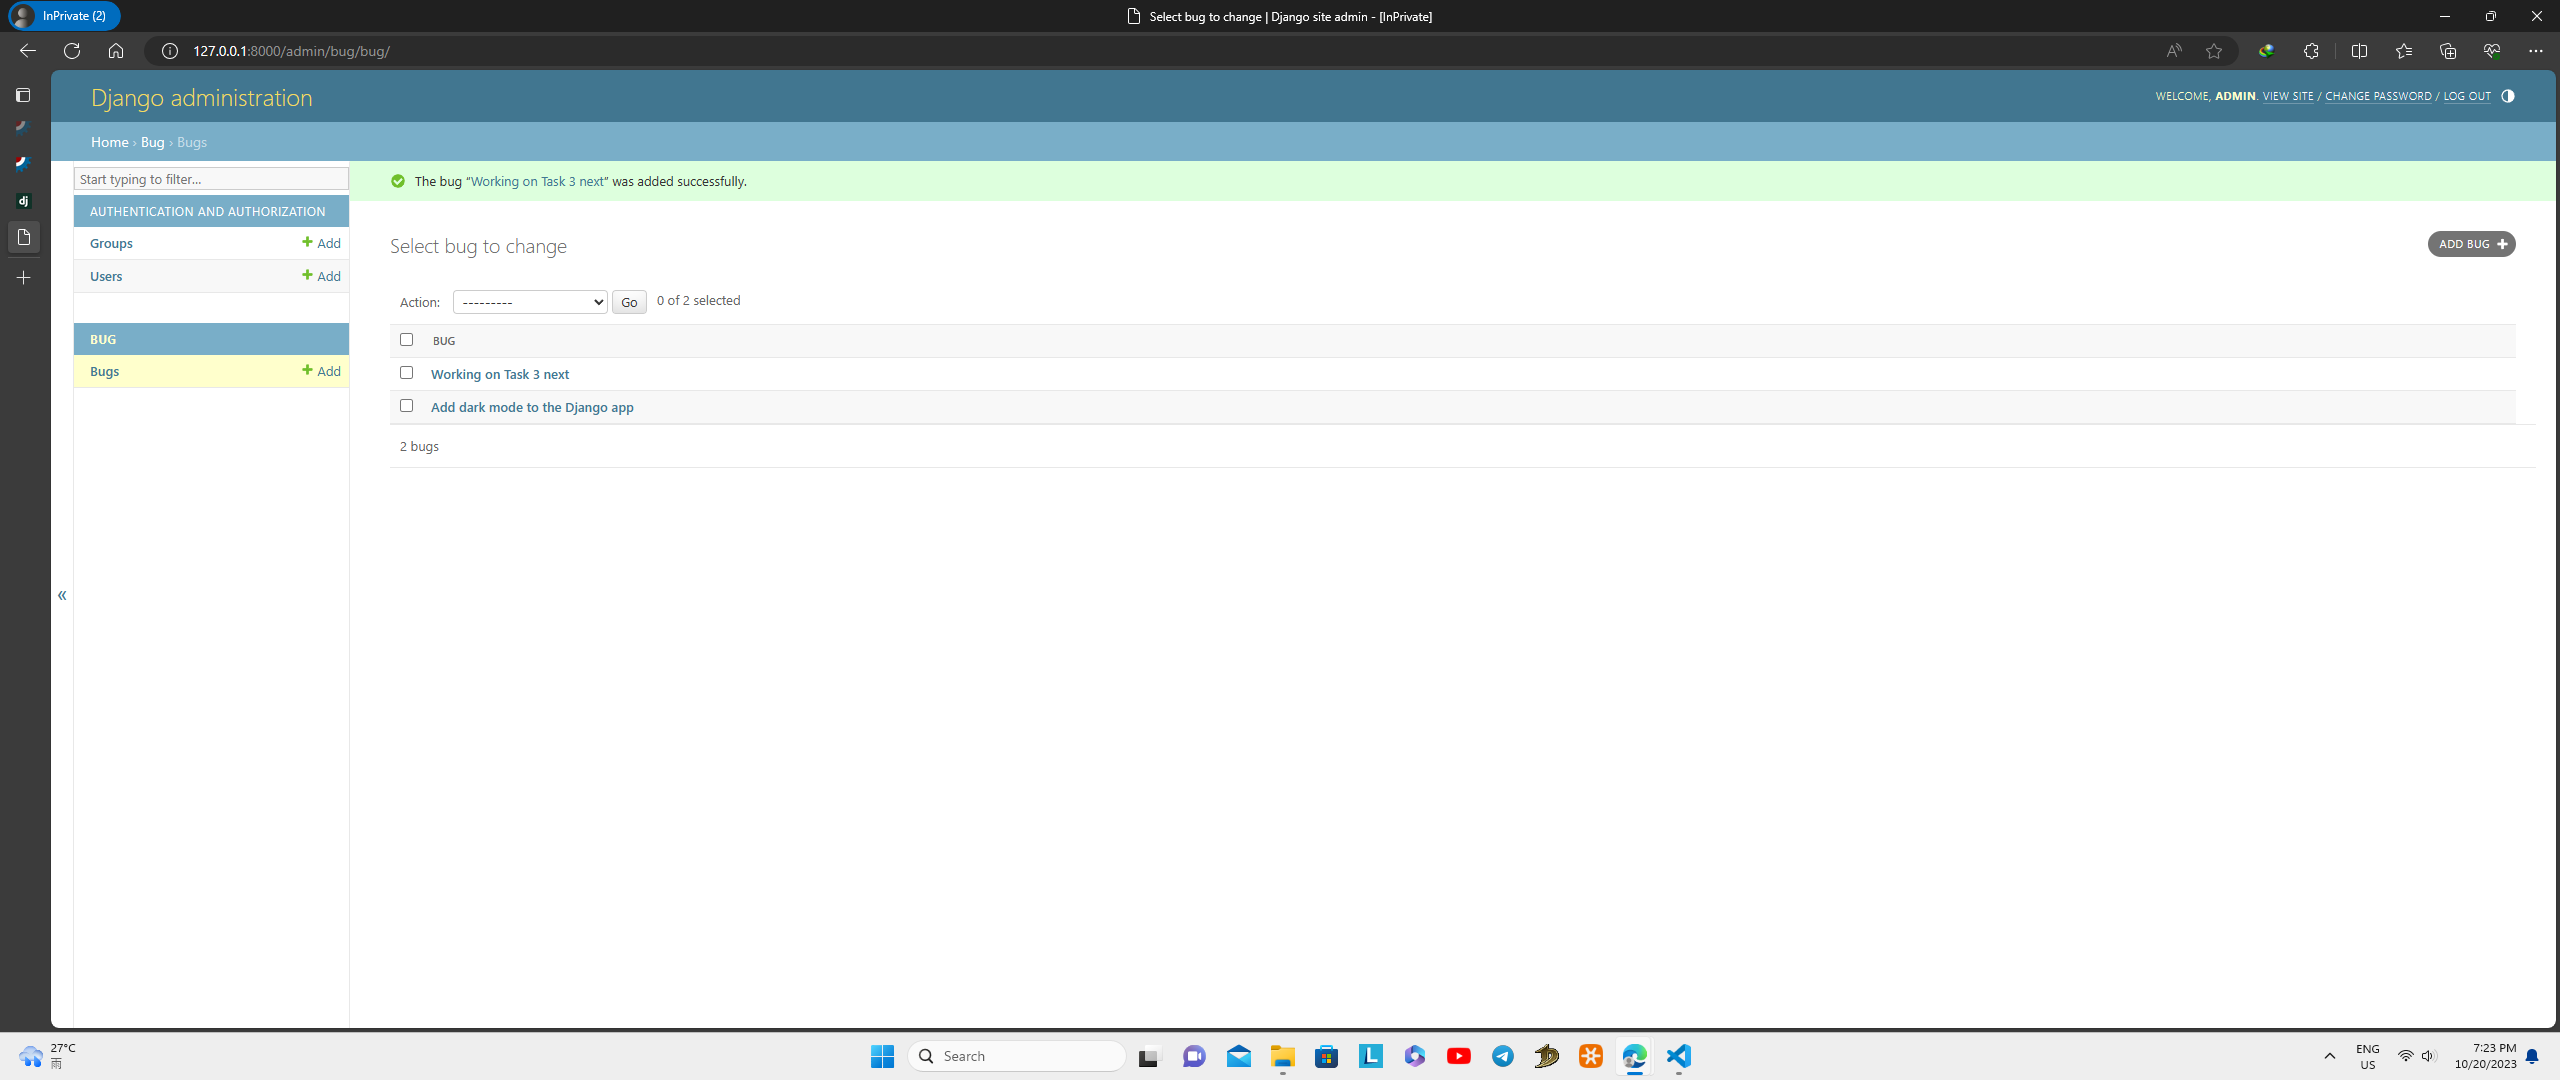 InPrivate (2)
Select bug to change | Django site admin - [InPrivate]
127.0.0.1:8000/admin/bug/bug/
Django administration
WELCOME, ADMIN. VIEW SITE / CHANGE PASSWORD / LOG OUT
Home › Bug › Bugs
Start typing to filter...
The bug “Working on Task 3 next” was added successfully.
AUTHENTICATION AND AUTHORIZATION
Groups + Add
Users + Add
BUG
Bugs + Add
Select bug to change
ADD BUG +
Action: --------- Go 0 of 2 selected
BUG
Working on Task 3 next
Add dark mode to the Django app
2 bugs
«
27°C
雨
Search
ENG
US
7:23 PM
10/20/2023